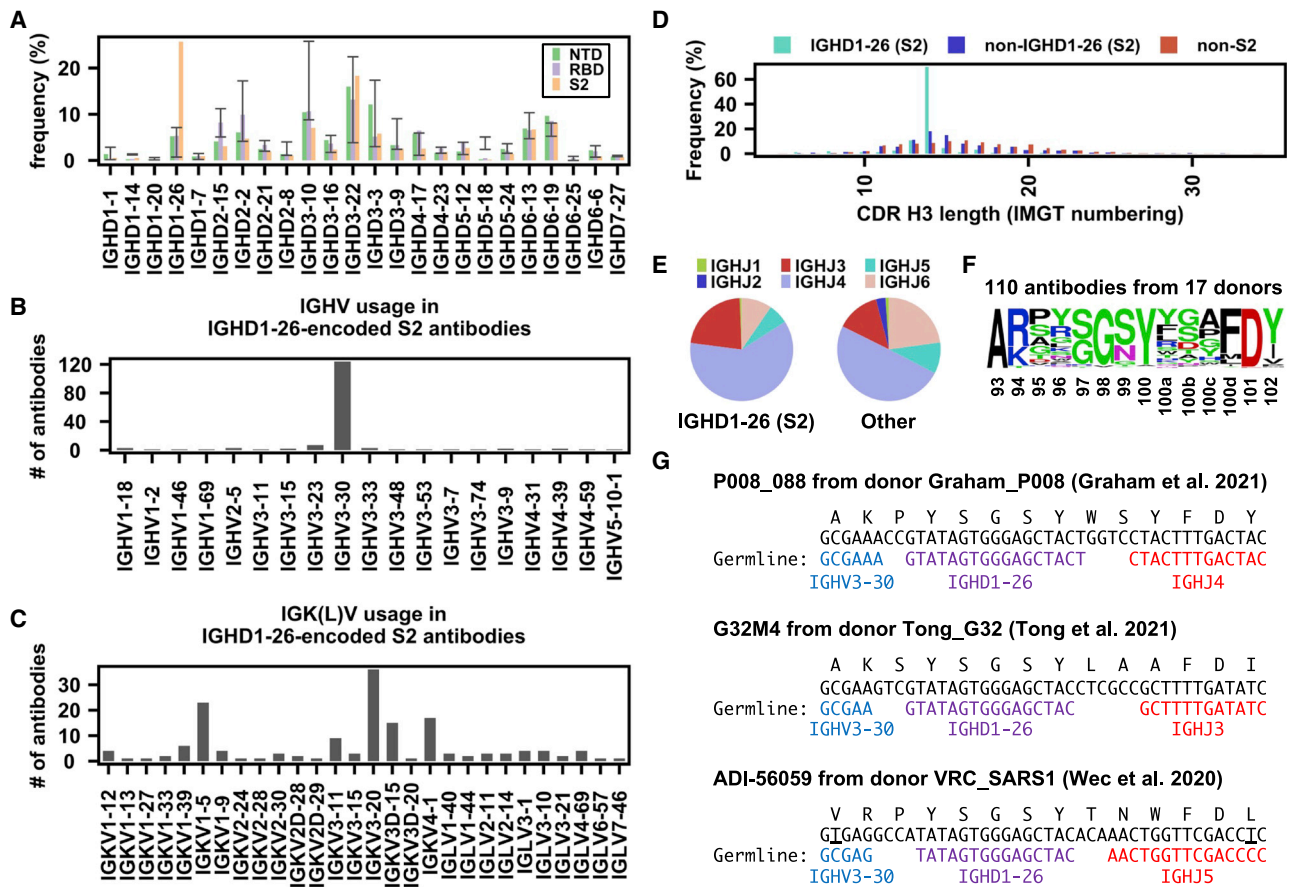 A
frequency (%)
20
10
0
NTD
RBD
S2
IGHD1-1
IGHD1-14
IGHD1-20
IGHD1-26
IGHD1-7
IGHD2-15
IGHD2-2
IGHD2-21
IGHD2-8
IGHD3-10
IGHD3-16
IGHD3-22
IGHD3-3
IGHD3-9
IGHD4-17
IGHD4-23
IGHD5-12
IGHD5-18
IGHD5-24
IGHD6-13
IGHD6-19
IGHD6-25
IGHD6-6
IGHD7-27
B
IGHV usage in
IGHD1-26-encoded S2 antibodies
# of antibodies
120
80
40
0
IGHV1-18
IGHV1-2
IGHV1-46
IGHV1-69
IGHV2-5
IGHV3-11
IGHV3-15
IGHV3-23
IGHV3-30
IGHV3-33
IGHV3-48
IGHV3-53
IGHV3-7
IGHV3-74
IGHV3-9
IGHV4-31
IGHV4-39
IGHV4-59
IGHV5-10-1
C
IGK(L)V usage in
IGHD1-26-encoded S2 antibodies
# of antibodies
30
20
10
0
IGKV1-12
IGKV1-13
IGKV1-27
IGKV1-33
IGKV1-39
IGKV1-5
IGKV1-9
IGKV2-24
IGKV2-28
IGKV2-30
IGKV2D-28
IGKV2D-29
IGKV3-11
IGKV3-15
IGKV3-20
IGKV3D-15
IGKV3D-20
IGKV4-1
IGLV1-40
IGLV1-44
IGLV2-11
IGLV2-14
IGLV3-1
IGLV3-10
IGLV3-21
IGLV4-69
IGLV6-57
IGLV7-46
D
IGHD1-26 (S2) non-IGHD1-26 (S2) non-S2
Frequency (%)
60
40
20
0
10 20 30
CDR H3 length (IMGT numbering)
E
IGHJ1 IGHJ3 IGHJ5
IGHJ2 IGHJ4 IGHJ6
IGHD1-26 (S2) Other
F
110 antibodies from 17 donors
93 94 95 96 97 98 99 100 100a 100b 100c 100d 101 102
G
P008_088 from donor Graham_P008 (Graham et al. 2021)
A K P Y S G S Y W S Y F D Y
GCGAAACCGTATAGTGGGAGCTACTGGTCCTACTTTGACTAC
Germline: GCGAAA GTATAGTGGGAGCTACT CTACTTTGACTAC
IGHV3-30 IGHD1-26 IGHJ4
G32M4 from donor Tong_G32 (Tong et al. 2021)
A K S Y S G S Y L A A F D I
GCGAAGTCGTATAGTGGGAGCTACCTCGCCGCTTTTGATATC
Germline: GCGAA GTATAGTGGGAGCTAC GCTTTTGATATC
IGHV3-30 IGHD1-26 IGHJ3
ADI-56059 from donor VRC_SARS1 (Wec et al. 2020)
V R P Y S G S Y T N W F D L
GTGAGGCCATATAGTGGGAGCTACACAAACTGGTTCGACCTC
Germline: GCGAG TATAGTGGGAGCTAC AACTGGTTCGACCCC
IGHV3-30 IGHD1-26 IGHJ5